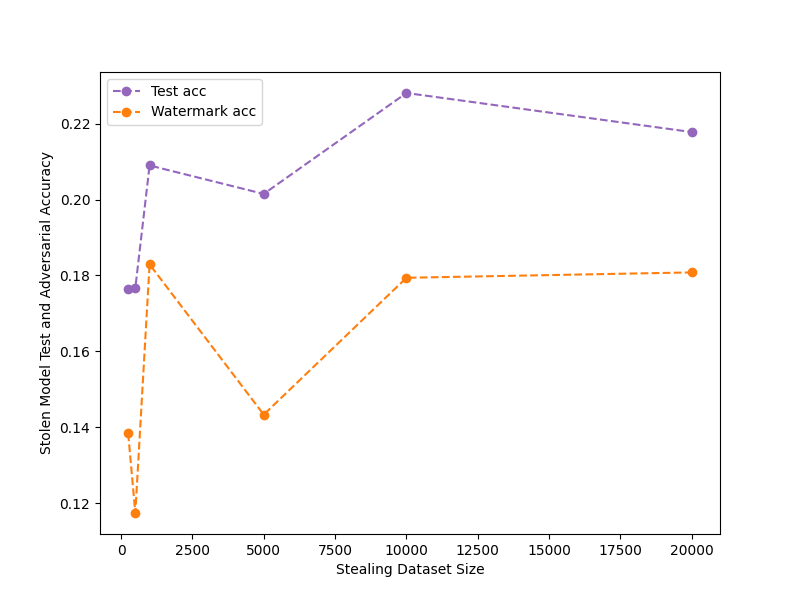 Test acc
Watermark acc
Stolen Model Test and Adversarial Accuracy
0.22
0.20
0.18
0.16
0.14
0.12
0 2500 5000 7500 10000 12500 15000 17500 20000
Stealing Dataset Size